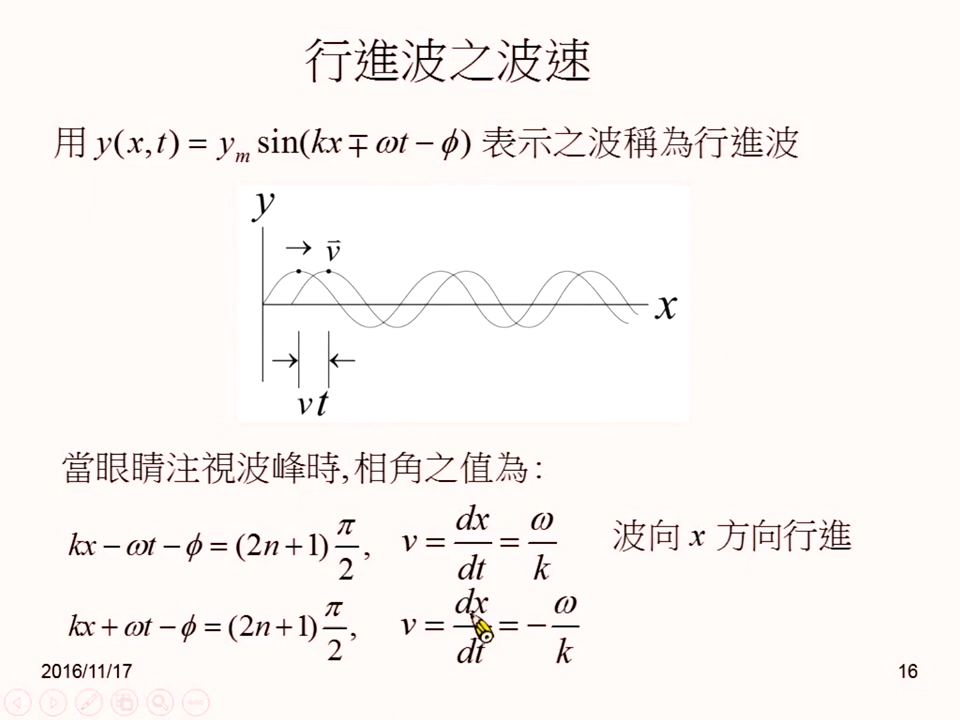 行進波之波速
用 y(x,t) = yₘ sin(kx ∓ ωt − ϕ) 表示之波稱為行進波
y
→ v⃗
x
vt
當眼睛注視波峰時,相角之值為:
kx − ωt − ϕ = (2n+1) π/2, v = dx/dt = ω/k 波向 x 方向行進
kx + ωt − ϕ = (2n+1) π/2, v = dx/dt = − ω/k
2016/11/17 16